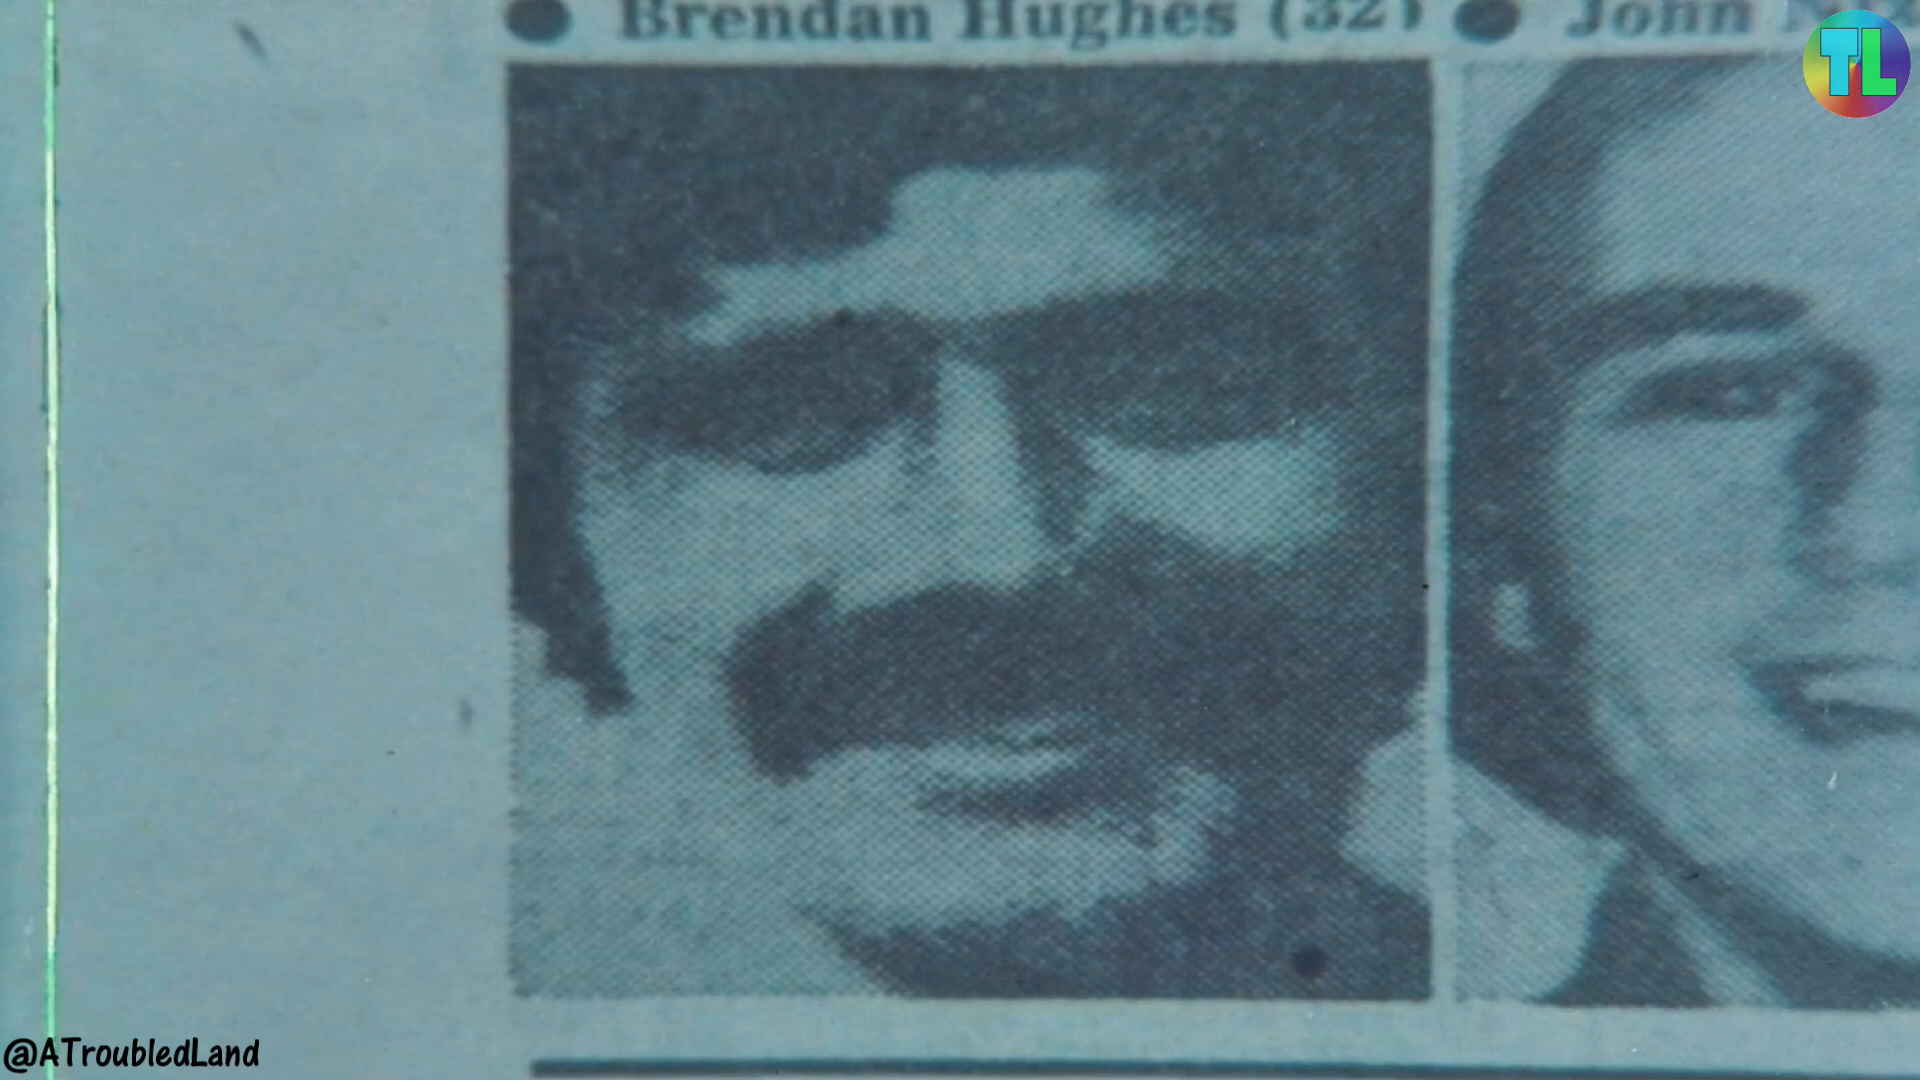 ● Brendan Hughes (32) ● John
TL
@ATroubledLand